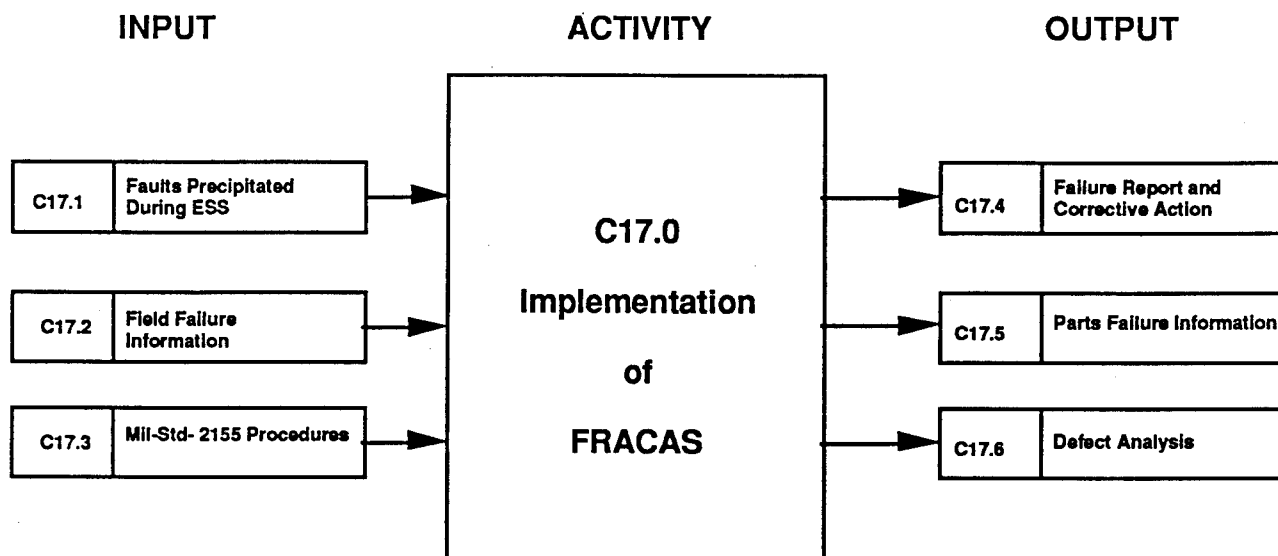 INPUT
ACTIVITY
OUTPUT
C17.1
Faults Precipitated
During ESS
C17.2
Field Failure
Information
C17.3
Mil-Std- 2155 Procedures
C17.0
Implementation
of
FRACAS
C17.4
Failure Report and
Corrective Action
C17.5
Parts Failure Information
C17.6
Defect Analysis